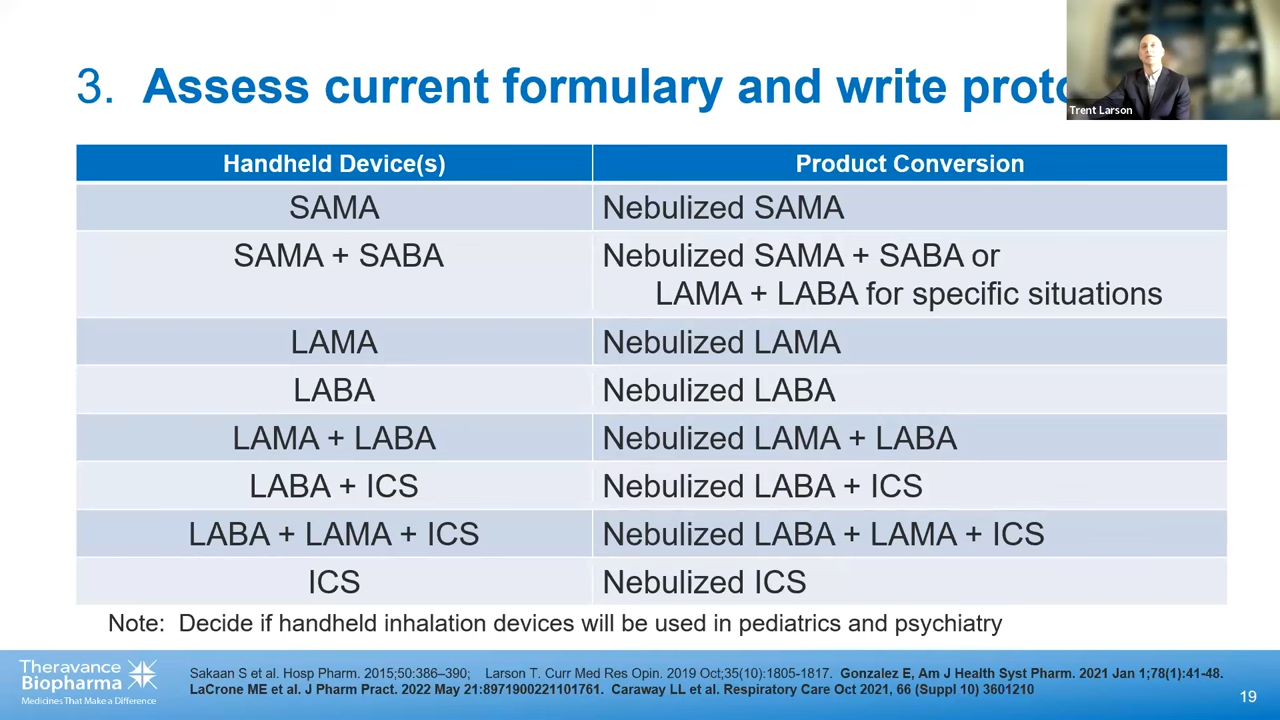 3. Assess current formulary and write proto
Trent Larson
Handheld Device(s) Product Conversion
SAMA Nebulized SAMA
SAMA + SABA Nebulized SAMA + SABA or
LAMA + LABA for specific situations
LAMA Nebulized LAMA
LABA Nebulized LABA
LAMA + LABA Nebulized LAMA + LABA
LABA + ICS Nebulized LABA + ICS
LABA + LAMA + ICS Nebulized LABA + LAMA + ICS
ICS Nebulized ICS
Note: Decide if handheld inhalation devices will be used in pediatrics and psychiatry
Theravance
Biopharma
Medicines That Make a Difference
Sakaan S et al. Hosp Pharm. 2015;50:386–390; Larson T. Curr Med Res Opin. 2019 Oct;35(10):1805-1817. Gonzalez E, Am J Health Syst Pharm. 2021 Jan 1;78(1):41-48.
LaCrone ME et al. J Pharm Pract. 2022 May 21:8971900221101761. Caraway LL et al. Respiratory Care Oct 2021, 66 (Suppl 10) 3601210
19